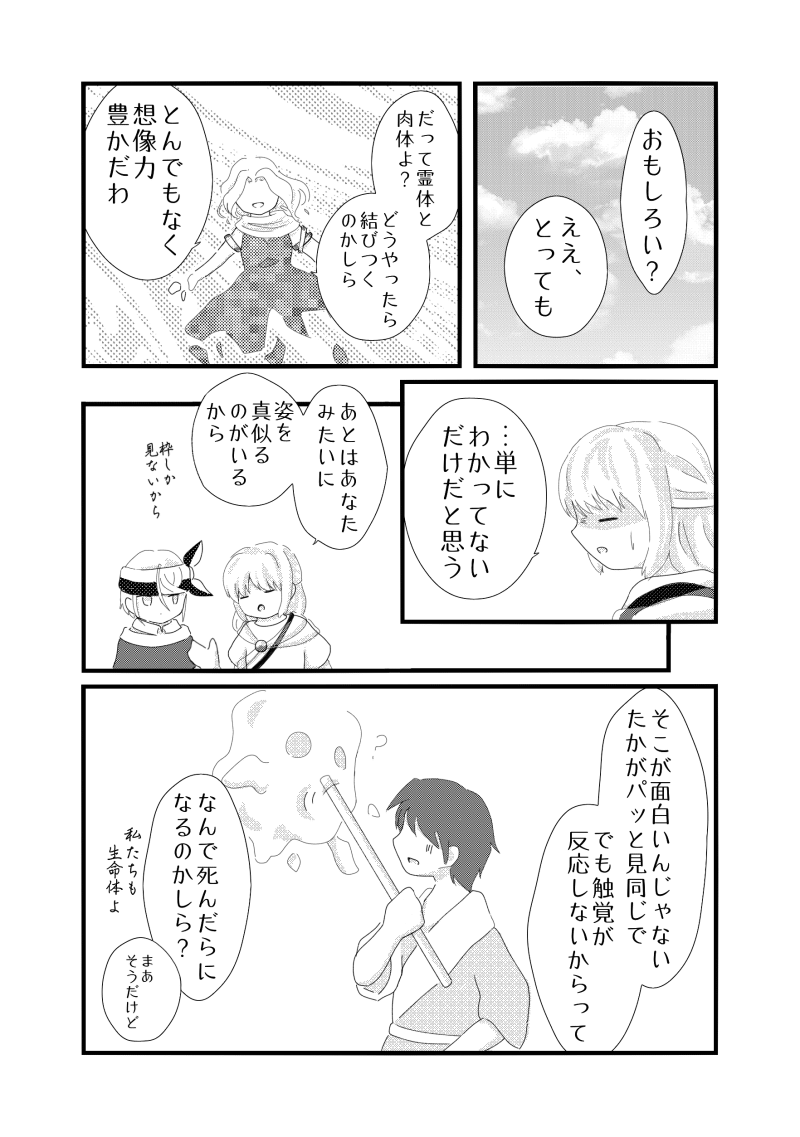 おもしろい？
ええ、
とっても
だって霊体と
肉体よ？
どうやったら
結びつく
のかしら
とんでもなく
想像力
豊かだわ
…単に
わかってない
だけだと思う
あとはあなた
みたいに
姿を
真似る
のがいる
から
枠しか
見ないから
そこが面白いんじゃない
たかがパッと見同じで
でも触覚が
反応しないからって
?
なんで死んだらに
なるのかしら？
私たちも
生命体よ
まあ
そうだけど